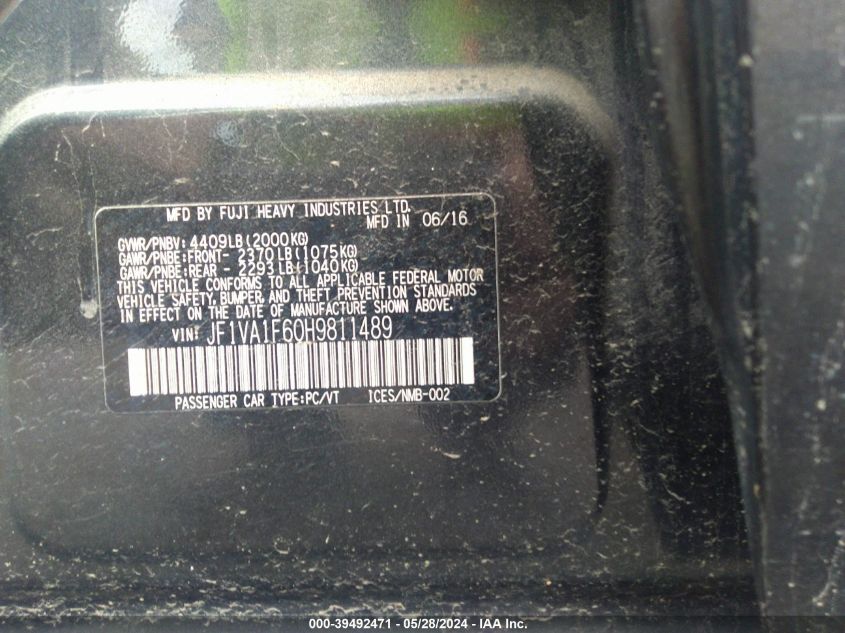 MFD BY FUJI HEAVY INDUSTRIES LTD.
MFD IN 06/16
GVWR/PNBV: 4409LB(2000KG)
GAWR/PNBE:FRONT- 2370LB(1075KG)
GAWR/PNBE:REAR - 2293LB(1040KG)
THIS VEHICLE CONFORMS TO ALL APPLICABLE FEDERAL MOTOR
VEHICLE SAFETY, BUMPER, AND THEFT PREVENTION STANDARDS
IN EFFECT ON THE DATE OF MANUFACTURE SHOWN ABOVE.
VIN: JF1VA1F60H9811489
PASSENGER CAR TYPE:PC/VT ICES/NMB-002
000-39492471 - 05/28/2024 - IAA Inc.